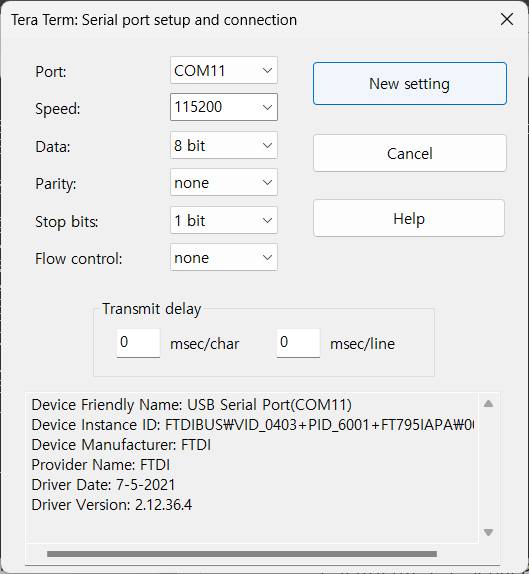 Tera Term: Serial port setup and connection
Port: COM11
New setting
Speed: 115200
Data: 8 bit
Cancel
Parity: none
Stop bits: 1 bit
Help
Flow control: none
Transmit delay
0 msec/char 0 msec/line
Device Friendly Name: USB Serial Port(COM11)
Device Instance ID: FTDIBUS₩VID_0403+PID_6001+FT795IAPA₩00
Device Manufacturer: FTDI
Provider Name: FTDI
Driver Date: 7-5-2021
Driver Version: 2.12.36.4